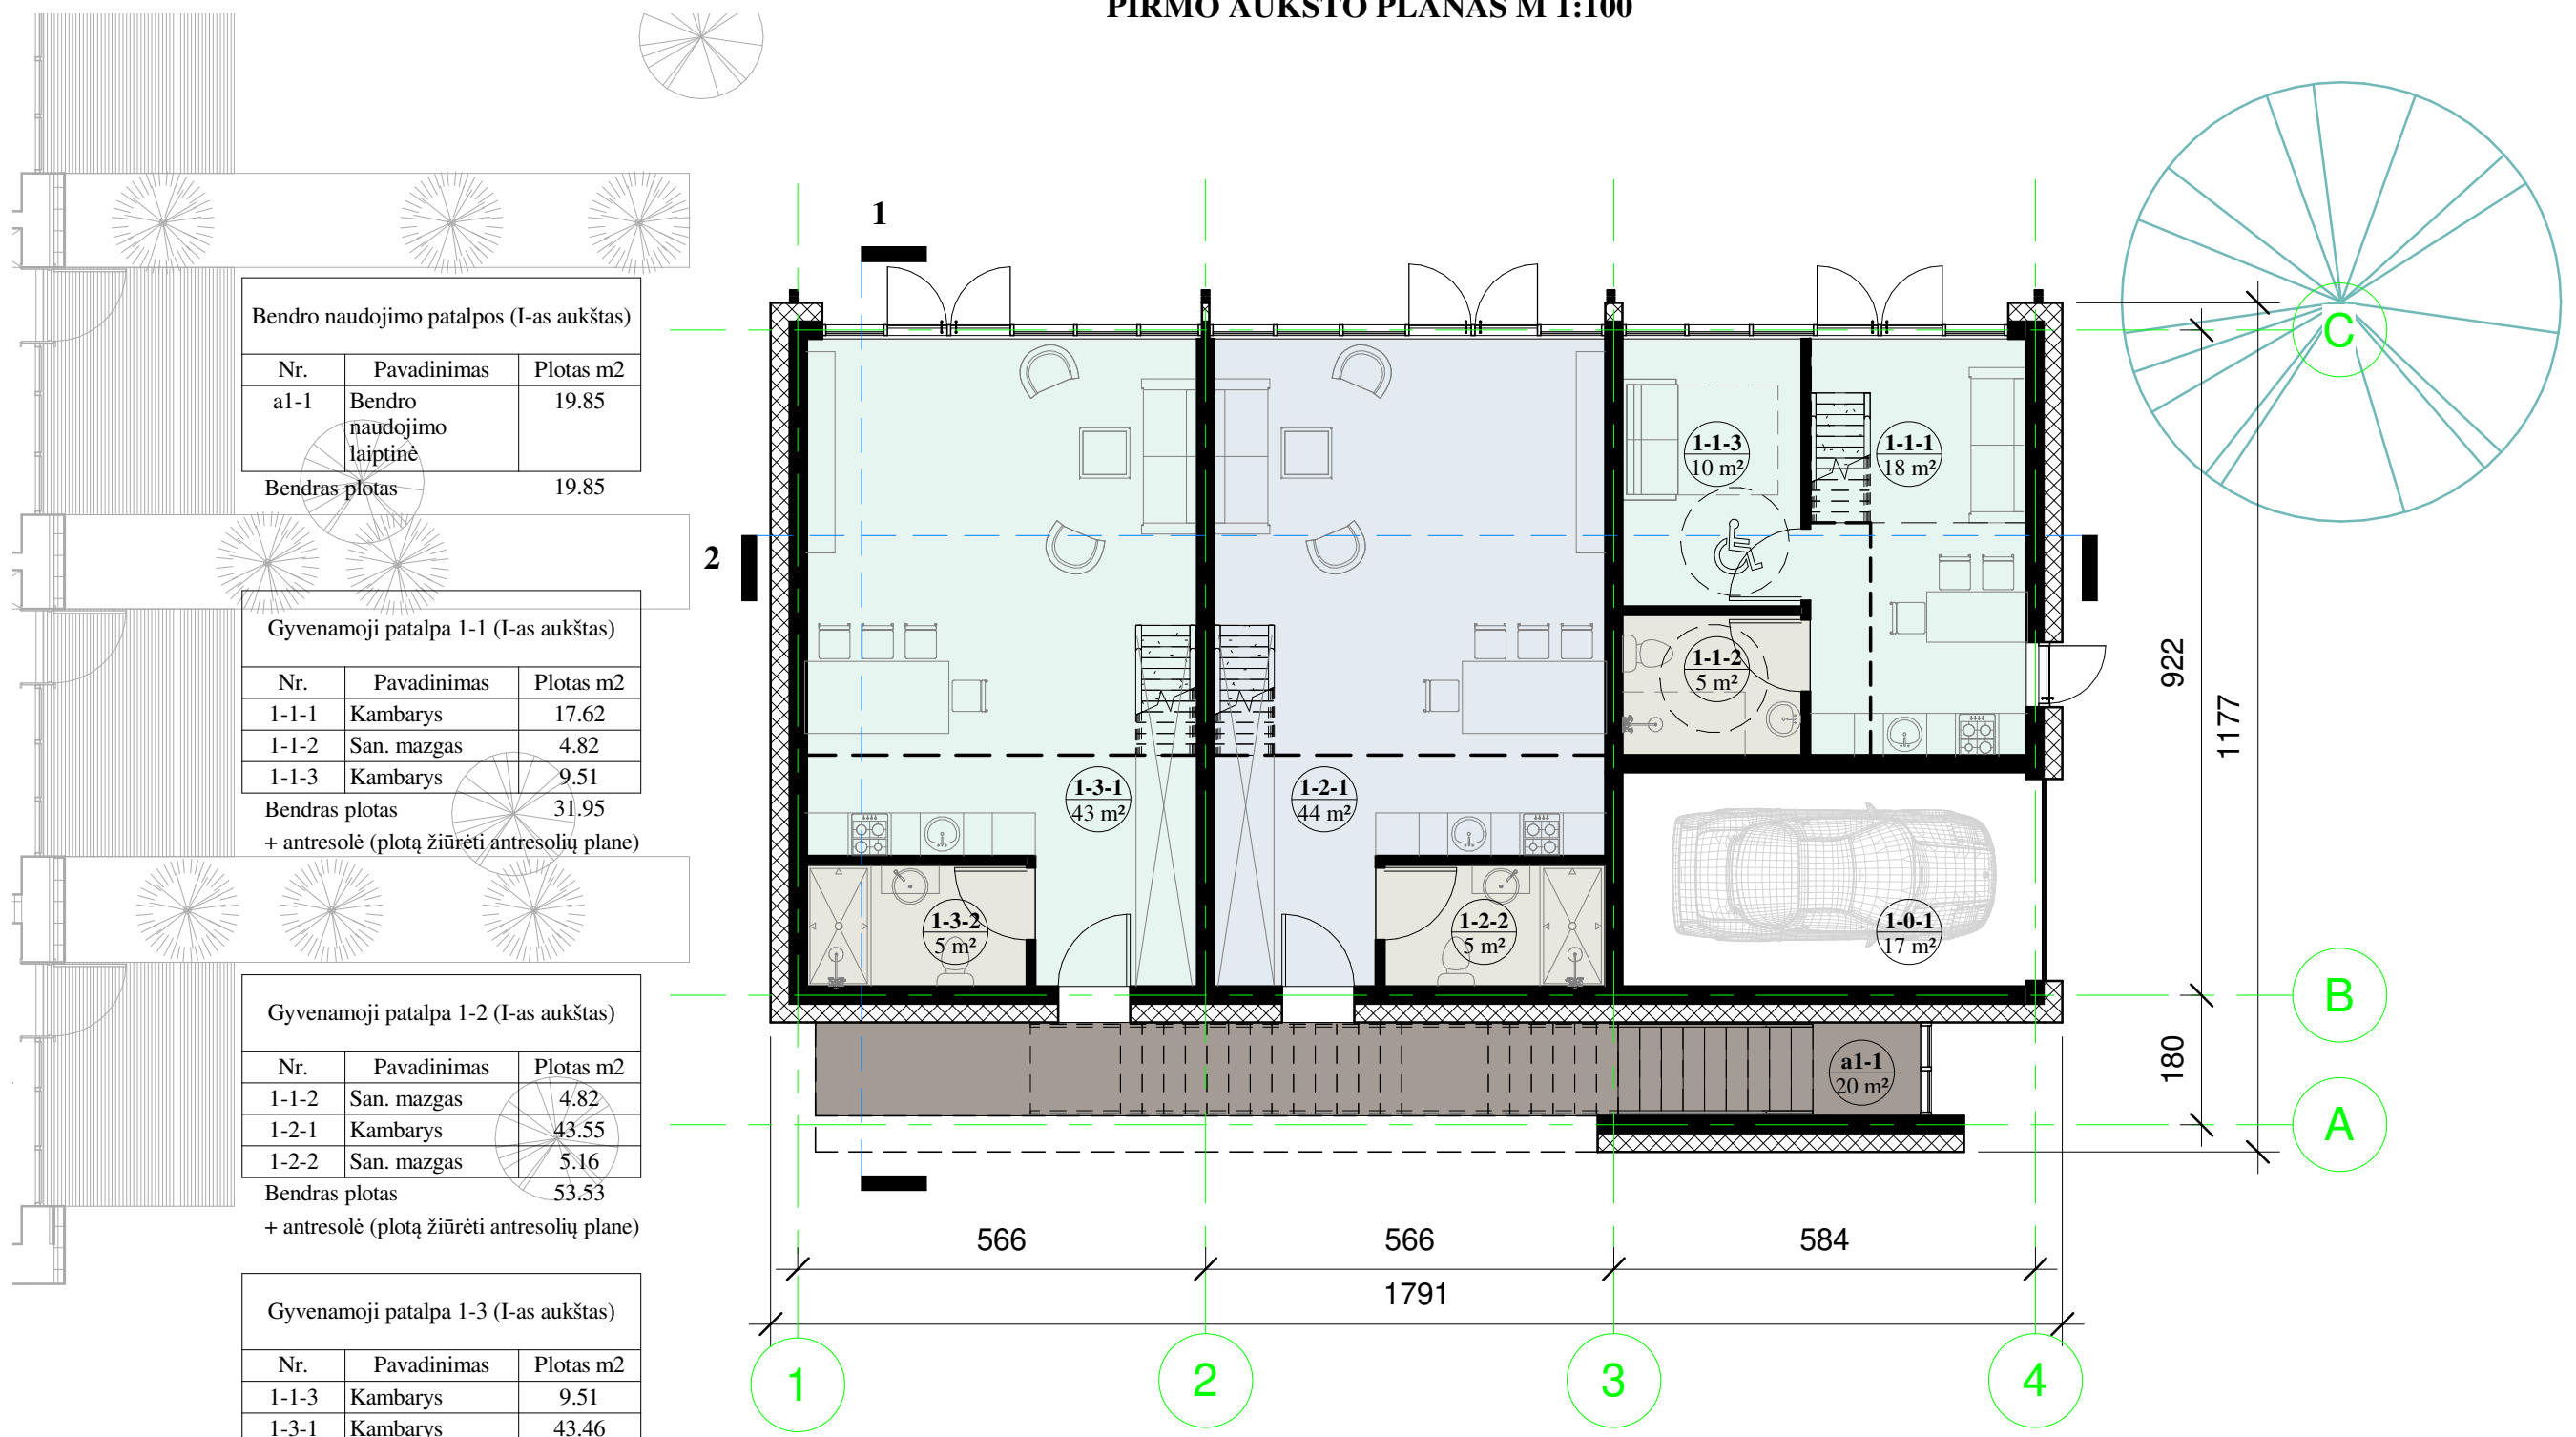 PIRMO AUKŠTO PLANAS M 1:100
Bendro naudojimo patalpos (I-as aukštas)
Nr. Pavadinimas Plotas m2
a1-1 Bendro naudojimo laiptinė 19.85
Bendras plotas 19.85
Gyvenamoji patalpa 1-1 (I-as aukštas)
Nr. Pavadinimas Plotas m2
1-1-1 Kambarys 17.62
1-1-2 San. mazgas 4.82
1-1-3 Kambarys 9.51
Bendras plotas 31.95
+ antresolė (plotą žiūrėti antresolių plane)
Gyvenamoji patalpa 1-2 (I-as aukštas)
Nr. Pavadinimas Plotas m2
1-1-2 San. mazgas 4.82
1-2-1 Kambarys 43.55
1-2-2 San. mazgas 5.16
Bendras plotas 53.53
+ antresolė (plotą žiūrėti antresolių plane)
Gyvenamoji patalpa 1-3 (I-as aukštas)
Nr. Pavadinimas Plotas m2
1-1-3 Kambarys 9.51
1-3-1 Kambarys 43.46
1
2
1-1-3
10 m²
1-1-1
18 m²
1-1-2
5 m²
1-3-1
43 m²
1-2-1
44 m²
1-3-2
5 m²
1-2-2
5 m²
1-0-1
17 m²
a1-1
20 m²
C
922
1177
B
180
A
566 566 584
1791
1 2 3 4